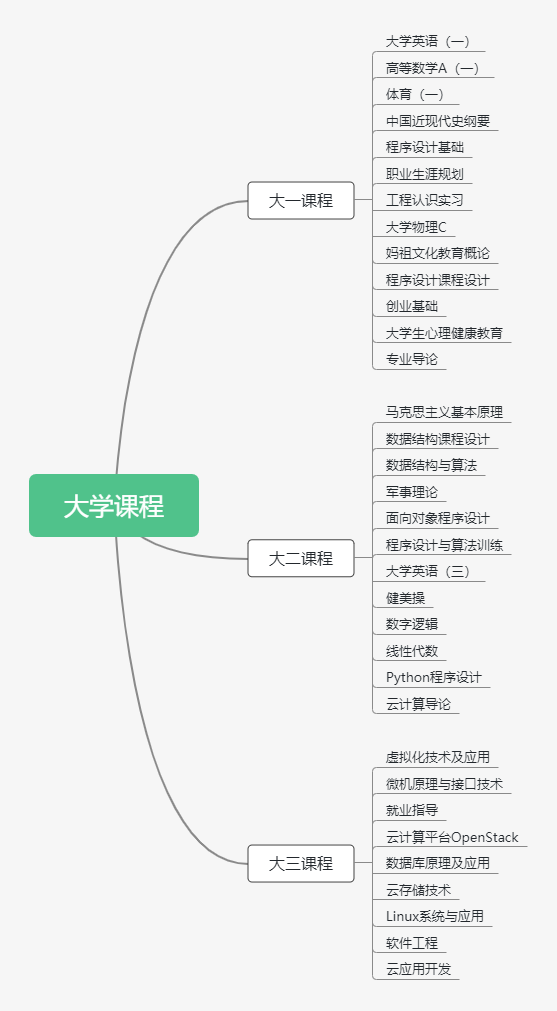 大学课程
大一课程
大学英语（一）
高等数学A（一）
体育（一）
中国近现代史纲要
程序设计基础
职业生涯规划
工程认识实习
大学物理C
妈祖文化教育概论
程序设计课程设计
创业基础
大学生心理健康教育
专业导论
大二课程
马克思主义基本原理
数据结构课程设计
数据结构与算法
军事理论
面向对象程序设计
程序设计与算法训练
大学英语（三）
健美操
数字逻辑
线性代数
Python程序设计
云计算导论
大三课程
虚拟化技术及应用
微机原理与接口技术
就业指导
云计算平台OpenStack
数据库原理及应用
云存储技术
Linux系统与应用
软件工程
云应用开发